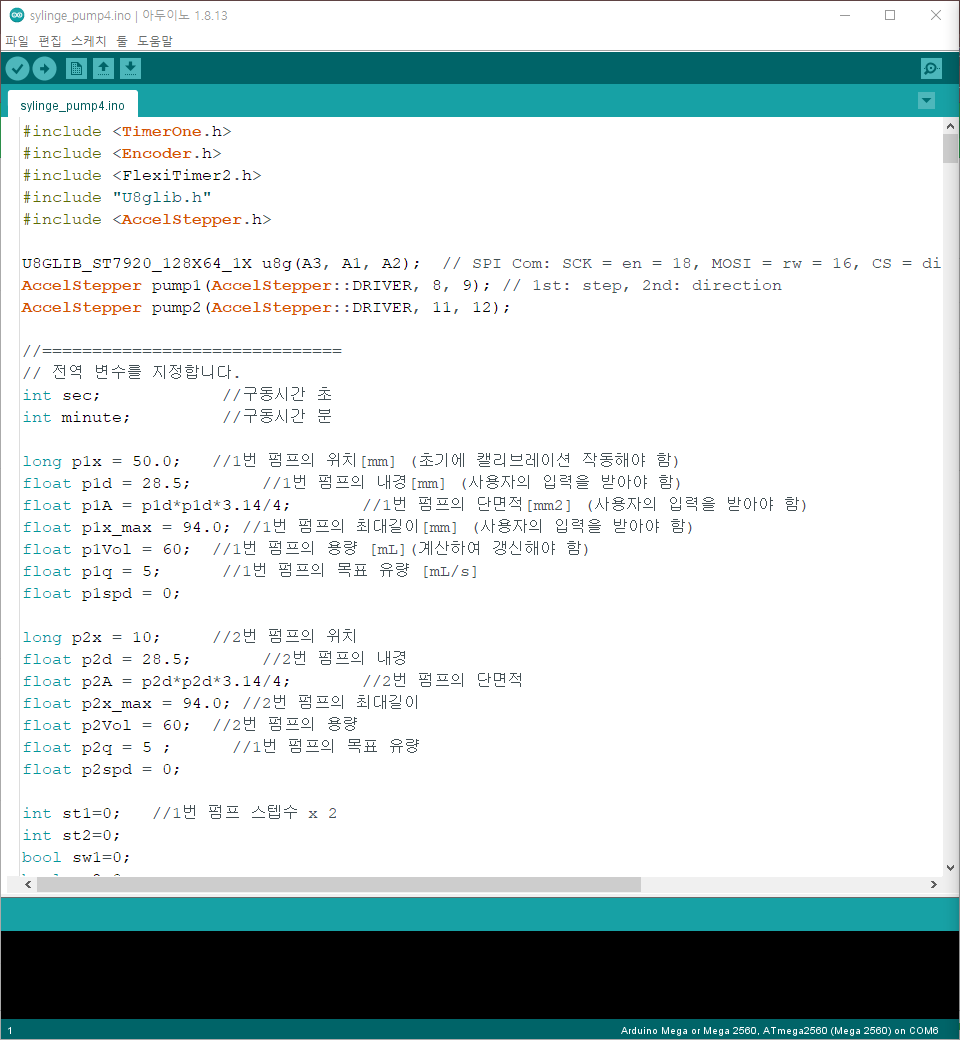 sylinge_pump4.ino | 아두이노 1.8.13
파일 편집 스케치 툴 도움말
sylinge_pump4.ino
#include <TimerOne.h>
#include <Encoder.h>
#include <FlexiTimer2.h>
#include "U8glib.h"
#include <AccelStepper.h>
U8GLIB_ST7920_128X64_1X u8g(A3, A1, A2);  // SPI Com: SCK = en = 18, MOSI = rw = 16, CS = di
AccelStepper pump1(AccelStepper::DRIVER, 8, 9); // 1st: step, 2nd: direction
AccelStepper pump2(AccelStepper::DRIVER, 11, 12);
//==============================
// 전역 변수를 지정합니다.
int sec;            //구동시간 초
int minute;         //구동시간 분
long p1x = 50.0;   //1번 펌프의 위치[mm] (초기에 캘리브레이션 작동해야 함)
float p1d = 28.5;       //1번 펌프의 내경[mm] (사용자의 입력을 받아야 함)
float p1A = p1d*p1d*3.14/4;       //1번 펌프의 단면적[mm2] (사용자의 입력을 받아야 함)
float p1x_max = 94.0; //1번 펌프의 최대길이[mm] (사용자의 입력을 받아야 함)
float p1Vol = 60;  //1번 펌프의 용량 [mL](계산하여 갱신해야 함)
float p1q = 5;      //1번 펌프의 목표 유량 [mL/s]
float p1spd = 0;
long p2x = 10;     //2번 펌프의 위치
float p2d = 28.5;       //2번 펌프의 내경
float p2A = p2d*p2d*3.14/4;       //2번 펌프의 단면적
float p2x_max = 94.0; //2번 펌프의 최대길이
float p2Vol = 60;  //2번 펌프의 용량
float p2q = 5 ;      //1번 펌프의 목표 유량
float p2spd = 0;
int st1=0;   //1번 펌프 스텝수 x 2
int st2=0;
bool sw1=0;
1
Arduino Mega or Mega 2560, ATmega2560 (Mega 2560) on COM6